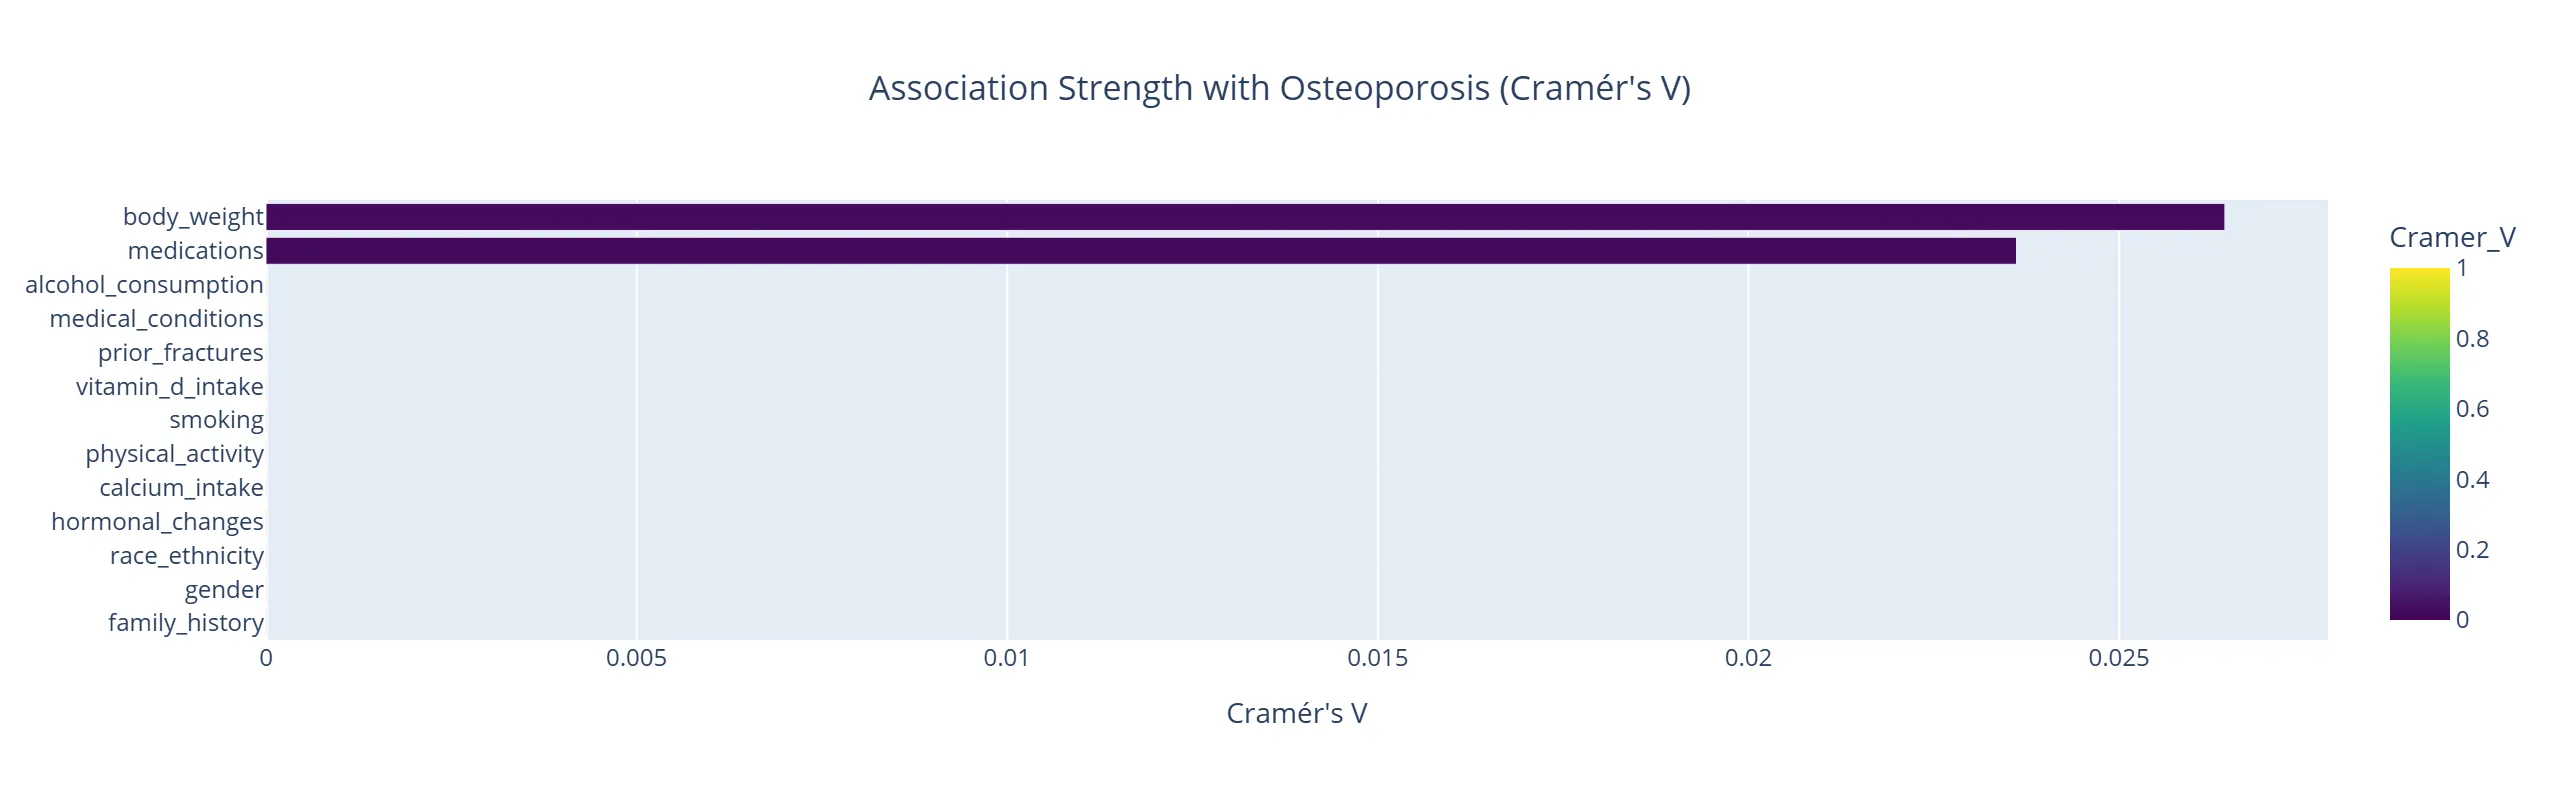 Association Strength with Osteoporosis (Cramér's V)
body_weight
medications
alcohol_consumption
medical_conditions
prior_fractures
vitamin_d_intake
smoking
physical_activity
calcium_intake
hormonal_changes
race_ethnicity
gender
family_history
0 0.005 0.01 0.015 0.02 0.025
Cramér's V
Cramer_V
1
0.8
0.6
0.4
0.2
0